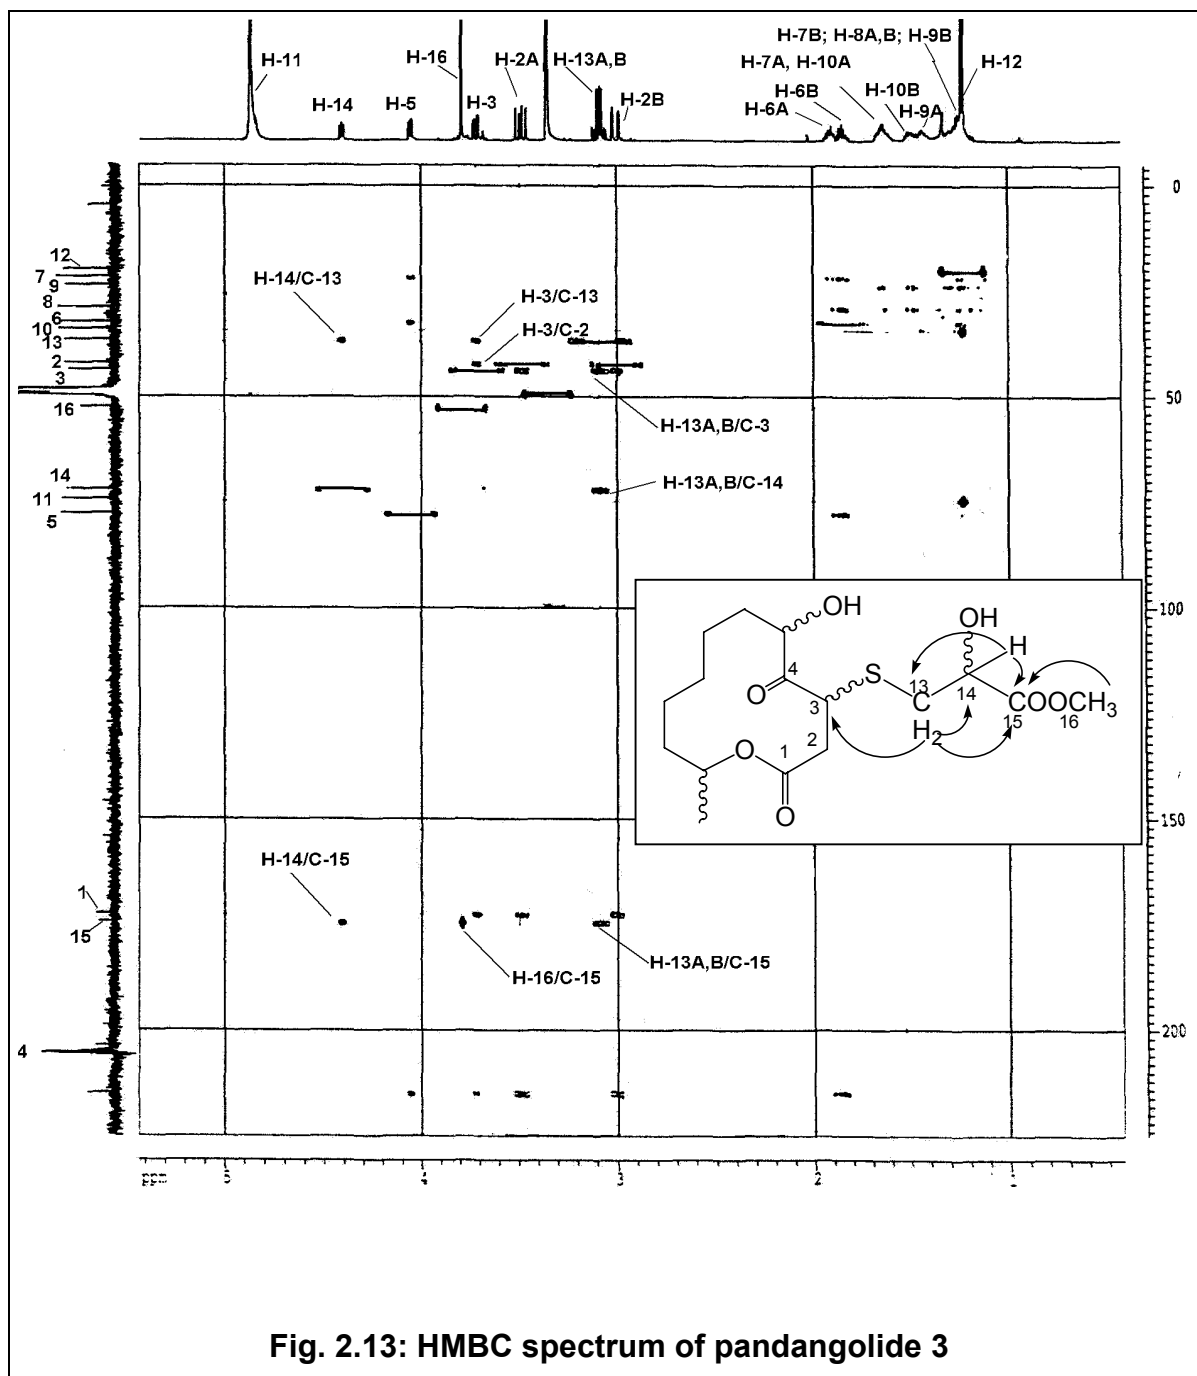 H-7B; H-8A,B; H-9B
H-11
H-16
H-2A
H-13A,B
H-7A, H-10A
H-12
H-14
H-5
H-3
H-2B
H-6B
H-6A
H-10B
H-9A
0
12
7
9
8
6
10
13
2
3
16
H-14/C-13
H-3/C-13
H-3/C-2
50
H-13A,B/C-3
14
11
5
H-13A,B/C-14
100
OH
OH
H
4
S
O
3
C
13
14
COOCH3
15
16
H2
2
O
1
O
150
H-14/C-15
1
15
H-16/C-15
H-13A,B/C-15
200
4
ppm 5 4 3 2 1
Fig. 2.13: HMBC spectrum of pandangolide 3